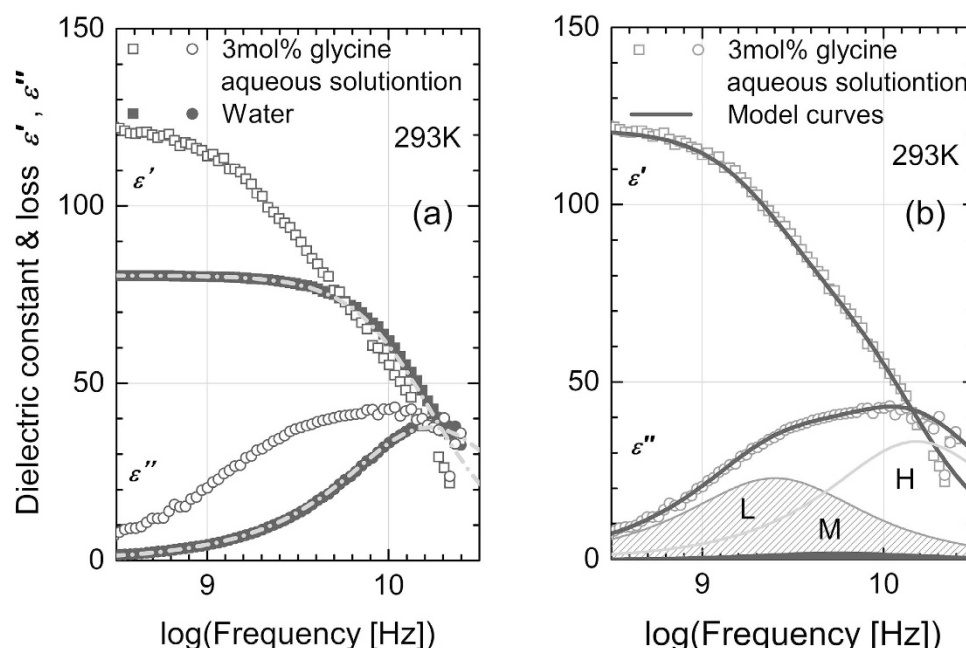 Dielectric constant & loss ε' , ε"
150
100
50
0
3mol% glycine
aqueous solutiontion
Water
293K
ε'
(a)
ε"
9
10
log(Frequency [Hz])
150
100
50
0
3mol% glycine
aqueous solutiontion
Model curves
293K
ε'
(b)
ε"
H
L
M
9
10
log(Frequency [Hz])